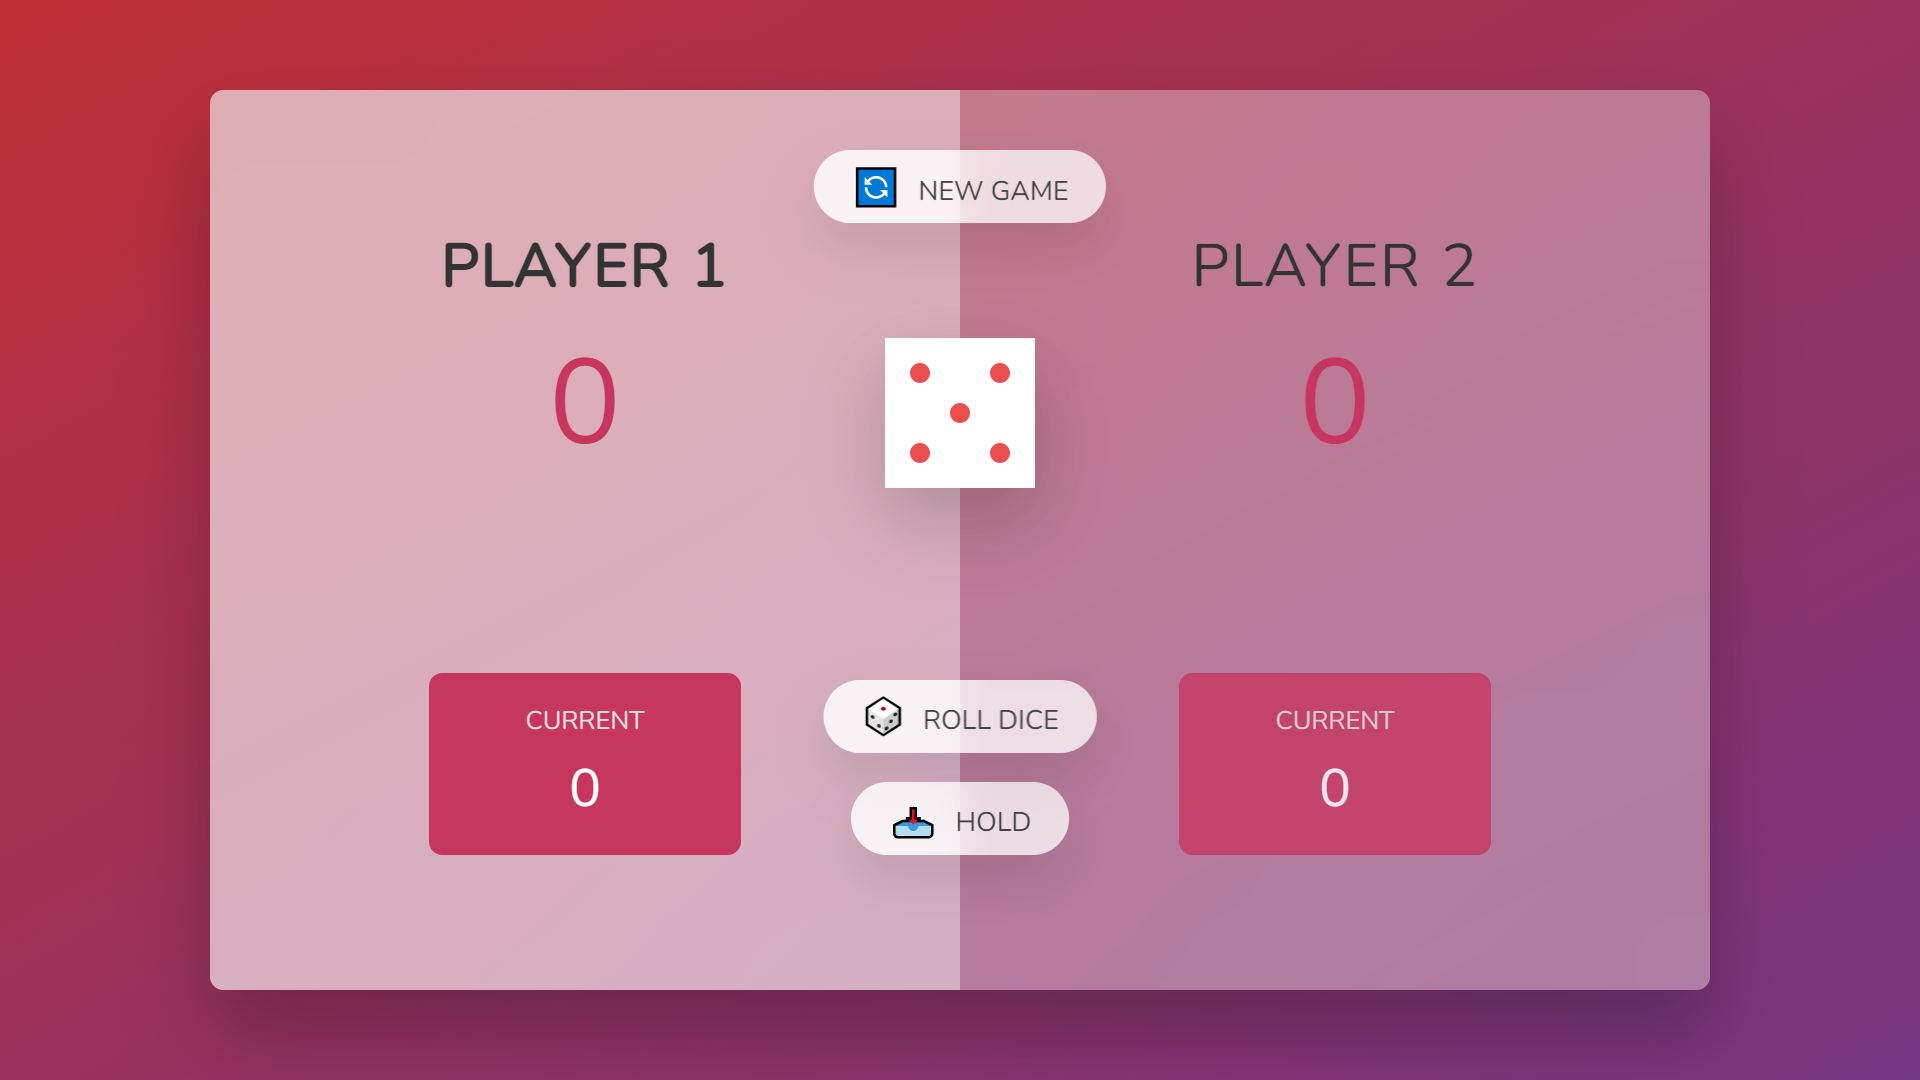 NEW GAME
PLAYER 1
0
CURRENT
0
PLAYER 2
0
CURRENT
0
ROLL DICE
HOLD